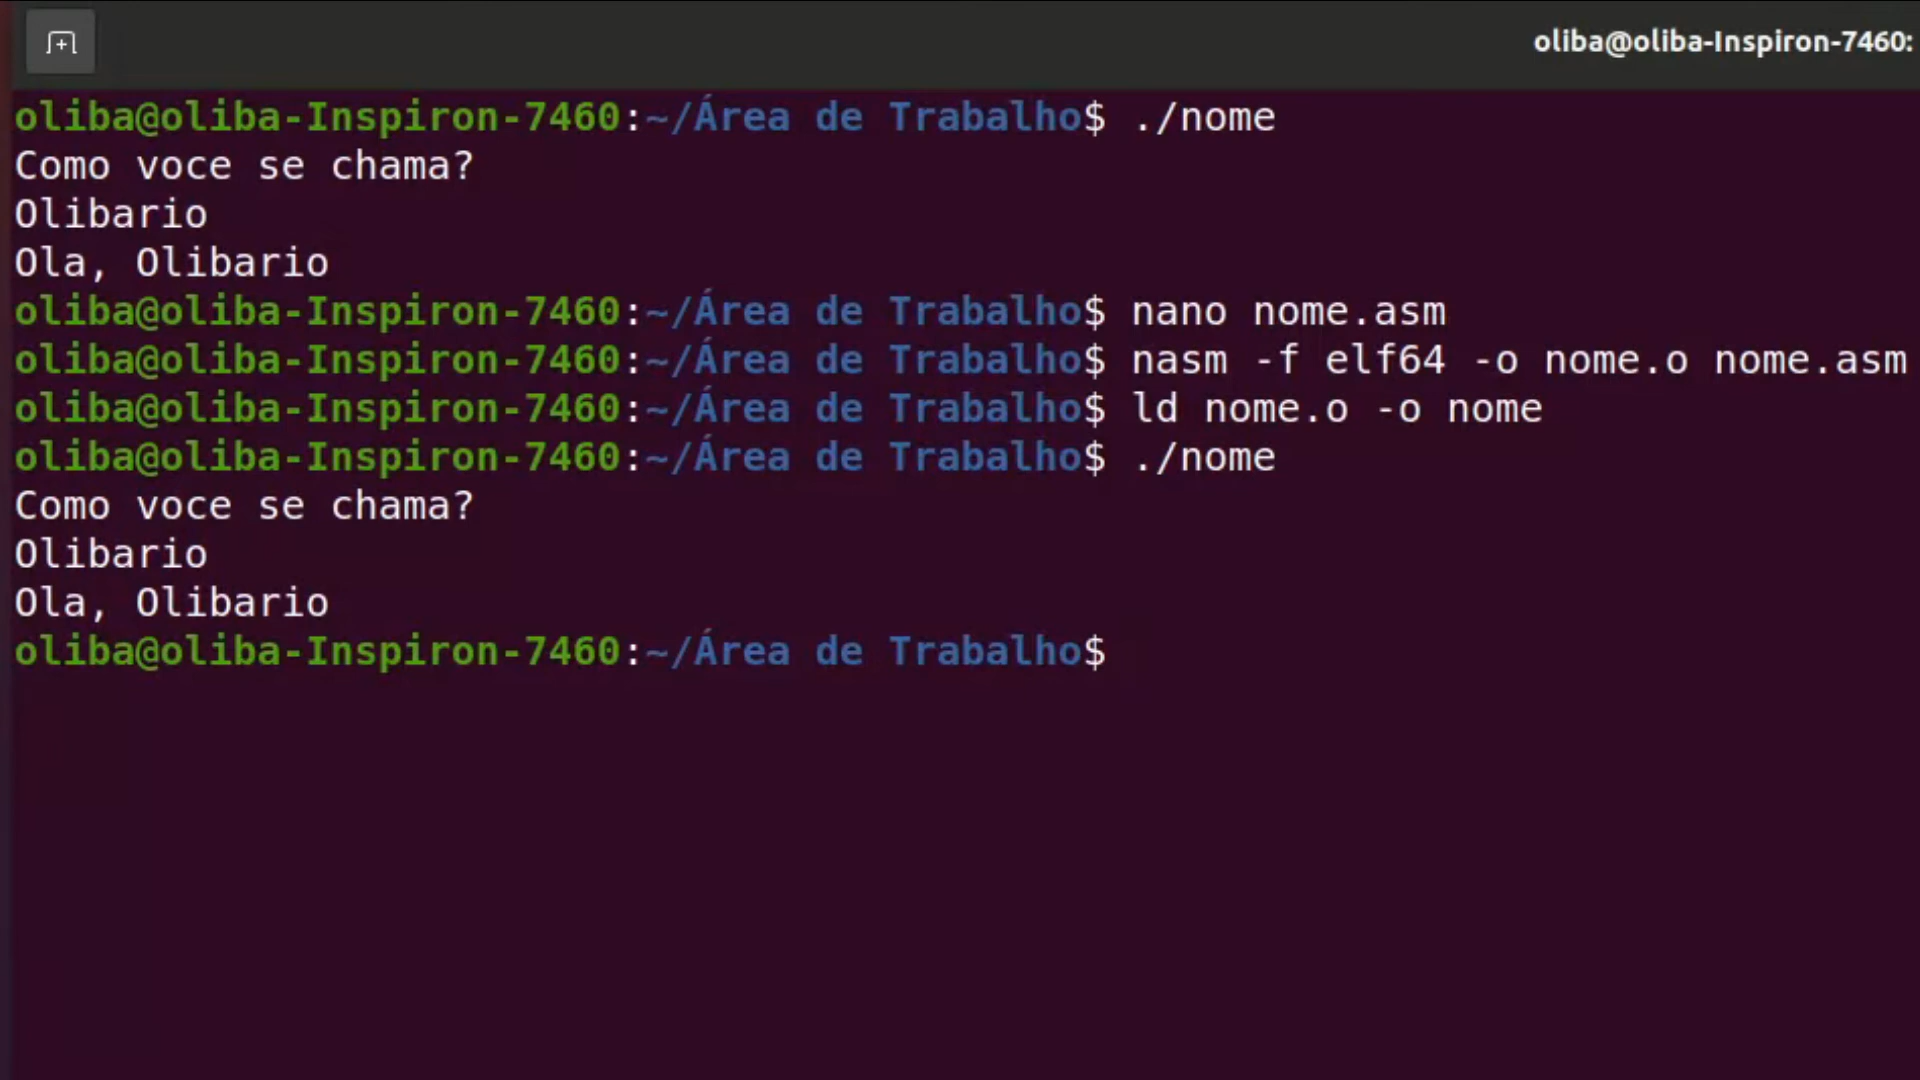 oliba@oliba-Inspiron-7460:
oliba@oliba-Inspiron-7460:~/Área de Trabalho$ ./nome
Como voce se chama?
Olibario
Ola, Olibario
oliba@oliba-Inspiron-7460:~/Área de Trabalho$ nano nome.asm
oliba@oliba-Inspiron-7460:~/Área de Trabalho$ nasm -f elf64 -o nome.o nome.asm
oliba@oliba-Inspiron-7460:~/Área de Trabalho$ ld nome.o -o nome
oliba@oliba-Inspiron-7460:~/Área de Trabalho$ ./nome
Como voce se chama?
Olibario
Ola, Olibario
oliba@oliba-Inspiron-7460:~/Área de Trabalho$